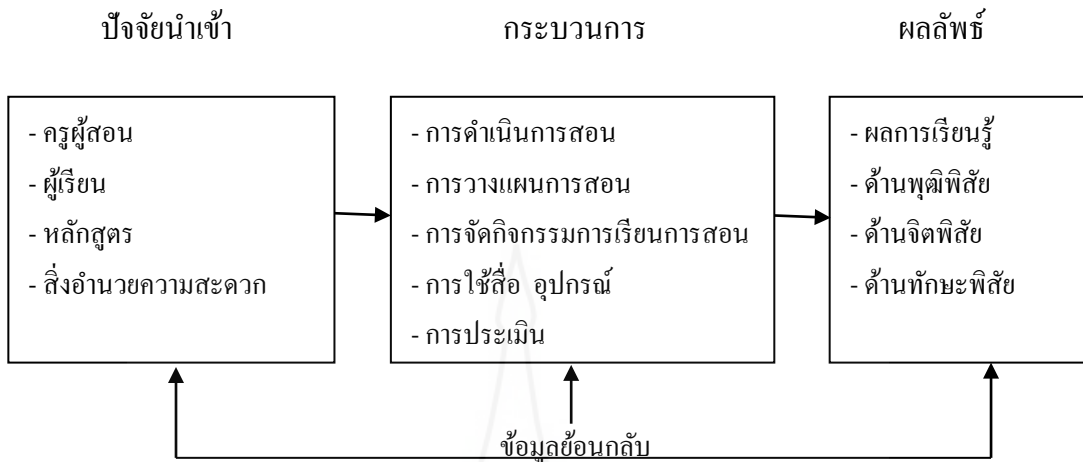 ปัจจัยนำเข้า
กระบวนการ
ผลลัพธ์
- ครูผู้สอน
- ผู้เรียน
- หลักสูตร
- สิ่งอำนวยความสะดวก
- การดำเนินการสอน
- การวางแผนการสอน
- การจัดกิจกรรมการเรียนการสอน
- การใช้สื่อ อุปกรณ์
- การประเมิน
- ผลการเรียนรู้
- ด้านพุฒิพิสัย
- ด้านจิตพิสัย
- ด้านทักษะพิสัย
ข้อมูลย้อนกลับ